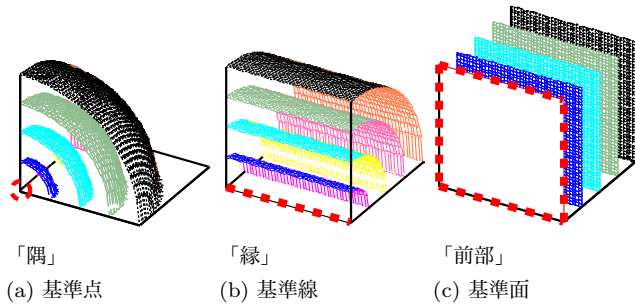 「隅」
「縁」
「前部」
(a) 基準点
(b) 基準線
(c) 基準面